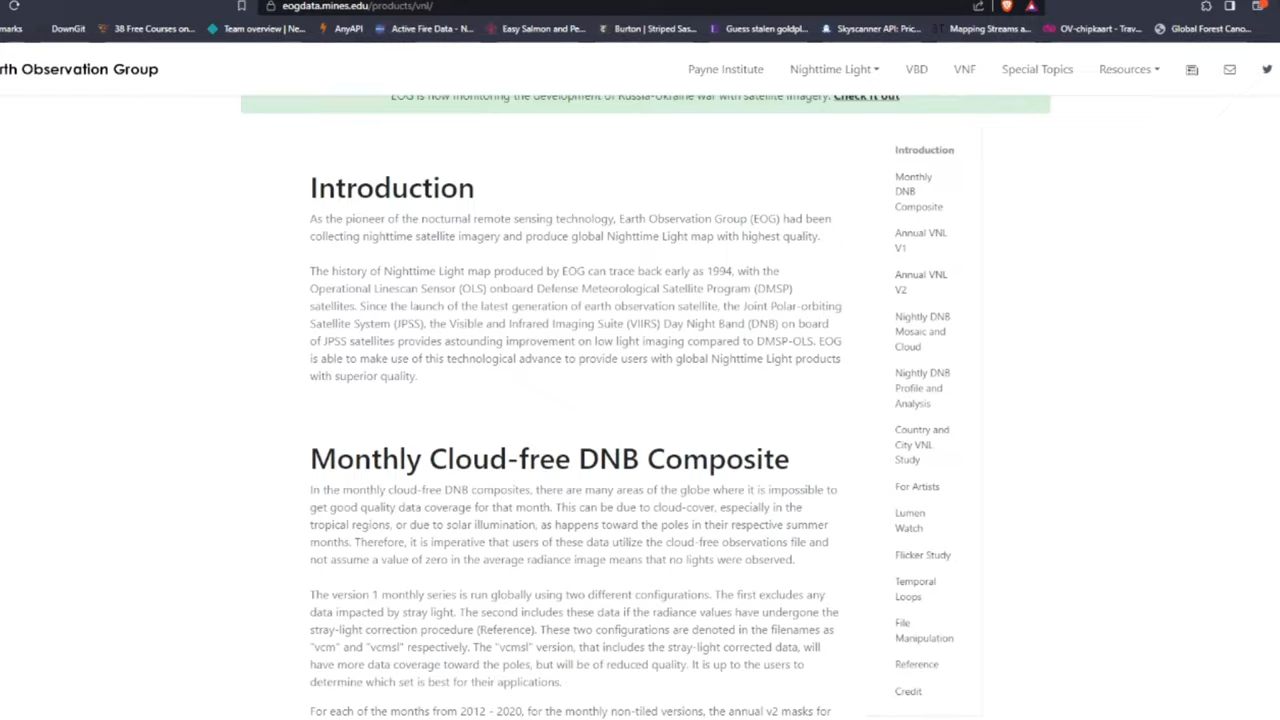 eogdata.mines.edu/products/vnl/
marks DownGit 38 Free Courses on... Team overview | Ne... AnyAPI Active Fire Data - N... Easy Salmon and Pe... Burton | Striped Sas... Guess stalen goldpl... Skyscanner API: Pric... Mapping Streams a... OV-chipkaart - Trav... Global Forest Cano...
rth Observation Group Payne Institute Nighttime Light VBD VNF Special Topics Resources
EOG is now monitoring the development of Russia-Ukraine war with satellite imagery. Check it out
Introduction
As the pioneer of the nocturnal remote sensing technology, Earth Observation Group (EOG) had been
collecting nighttime satellite imagery and produce global Nighttime Light map with highest quality.
The history of Nighttime Light map produced by EOG can trace back early as 1994, with the
Operational Linescan Sensor (OLS) onboard Defense Meteorological Satellite Program (DMSP)
satellites. Since the launch of the latest generation of earth observation satellite, the Joint Polar-orbiting
Satellite System (JPSS), the Visible and Infrared Imaging Suite (VIIRS) Day Night Band (DNB) on board
of JPSS satellites provides astounding improvement on low light imaging compared to DMSP-OLS. EOG
is able to make use of this technological advance to provide users with global Nighttime Light products
with superior quality.
Monthly Cloud-free DNB Composite
In the monthly cloud-free DNB composites, there are many areas of the globe where it is impossible to
get good quality data coverage for that month. This can be due to cloud-cover, especially in the
tropical regions, or due to solar illumination, as happens toward the poles in their respective summer
months. Therefore, it is imperative that users of these data utilize the cloud-free observations file and
not assume a value of zero in the average radiance image means that no lights were observed.
The version 1 monthly series is run globally using two different configurations. The first excludes any
data impacted by stray light. The second includes these data if the radiance values have undergone the
stray-light correction procedure (Reference). These two configurations are denoted in the filenames as
"vcm" and "vcmsl" respectively. The "vcmsl" version, that includes the stray-light corrected data, will
have more data coverage toward the poles, but will be of reduced quality. It is up to the users to
determine which set is best for their applications.
For each of the months from 2012 - 2020, for the monthly non-tiled versions, the annual v2 masks for
Introduction
Monthly
DNB
Composite
Annual VNL
V1
Annual VNL
V2
Nightly DNB
Mosaic and
Cloud
Nightly DNB
Profile and
Analysis
Country and
City VNL
Study
For Artists
Lumen
Watch
Flicker Study
Temporal
Loops
File
Manipulation
Reference
Credit